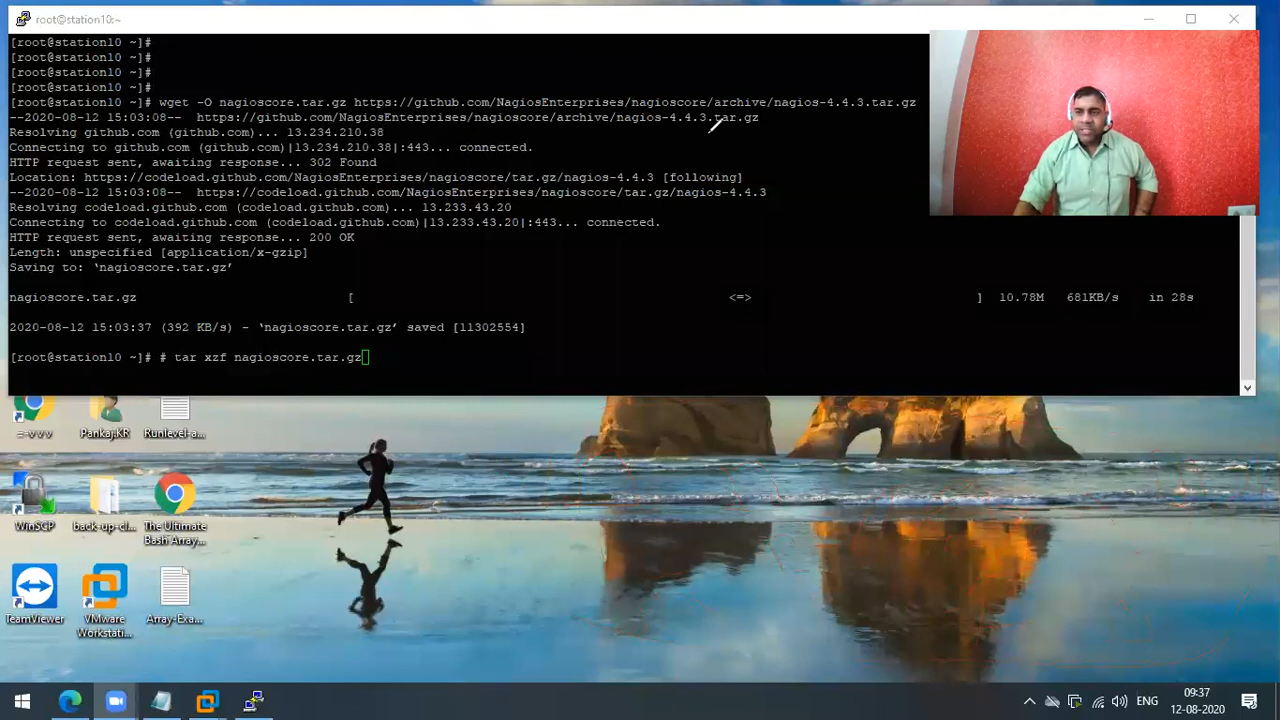 root@station10:~
[root@station10 ~]#
[root@station10 ~]#
[root@station10 ~]#
[root@station10 ~]#
[root@station10 ~]# wget -O nagioscore.tar.gz https://github.com/NagiosEnterprises/nagioscore/archive/nagios-4.4.3.tar.gz
--2020-08-12 15:03:08--  https://github.com/NagiosEnterprises/nagioscore/archive/nagios-4.4.3.tar.gz
Resolving github.com (github.com)... 13.234.210.38
Connecting to github.com (github.com)|13.234.210.38|:443... connected.
HTTP request sent, awaiting response... 302 Found
Location: https://codeload.github.com/NagiosEnterprises/nagioscore/tar.gz/nagios-4.4.3 [following]
--2020-08-12 15:03:08--  https://codeload.github.com/NagiosEnterprises/nagioscore/tar.gz/nagios-4.4.3
Resolving codeload.github.com (codeload.github.com)... 13.233.43.20
Connecting to codeload.github.com (codeload.github.com)|13.233.43.20|:443... connected.
HTTP request sent, awaiting response... 200 OK
Length: unspecified [application/x-gzip]
Saving to: ‘nagioscore.tar.gz’
nagioscore.tar.gz [ <=> ] 10.78M 681KB/s in 28s
2020-08-12 15:03:37 (392 KB/s) - ‘nagioscore.tar.gz’ saved [11302554]
[root@station10 ~]# # tar xzf nagioscore.tar.gz
Pankaj.KR
Runlevel-a...
WinSCP
back-up-cl...
The Ultimate
Bash Array...
TeamViewer
VMware
Workstati...
Array-Exa...
ENG
09:37
12-08-2020